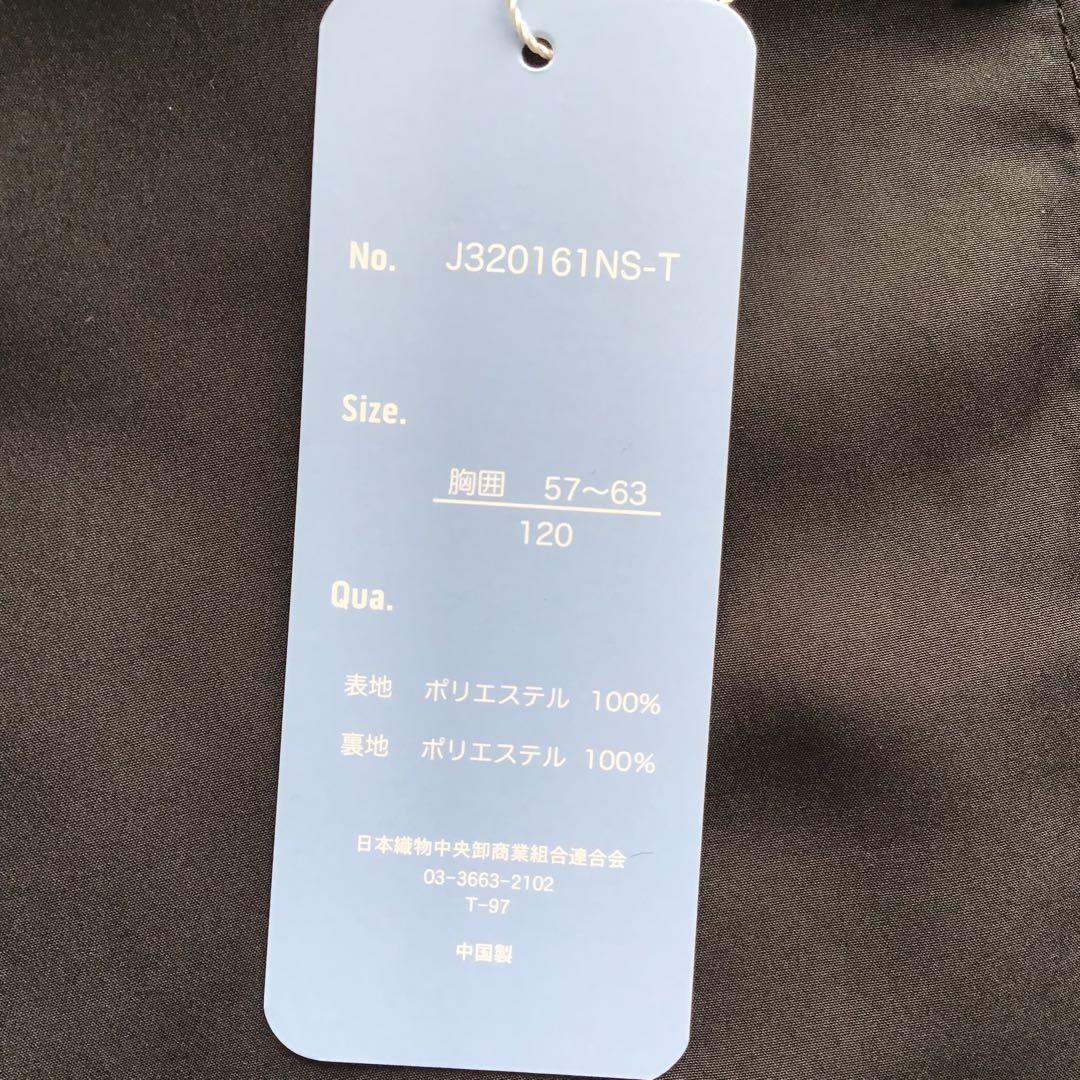 No. J320161NS-T
Size.
胸囲 57～63
120
Qua.
表地 ポリエステル 100%
裏地 ポリエステル 100%
日本織物中央卸商業組合連合会
03-3663-2102
T-97
中国製